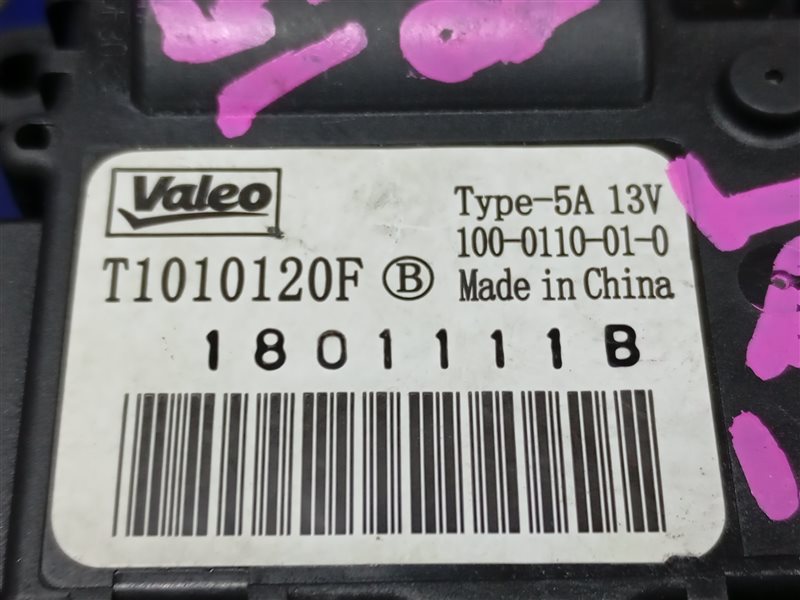 Valeo
Type-5A 13V
100-0110-01-0
T1010120F Ⓑ Made in China
1801111B